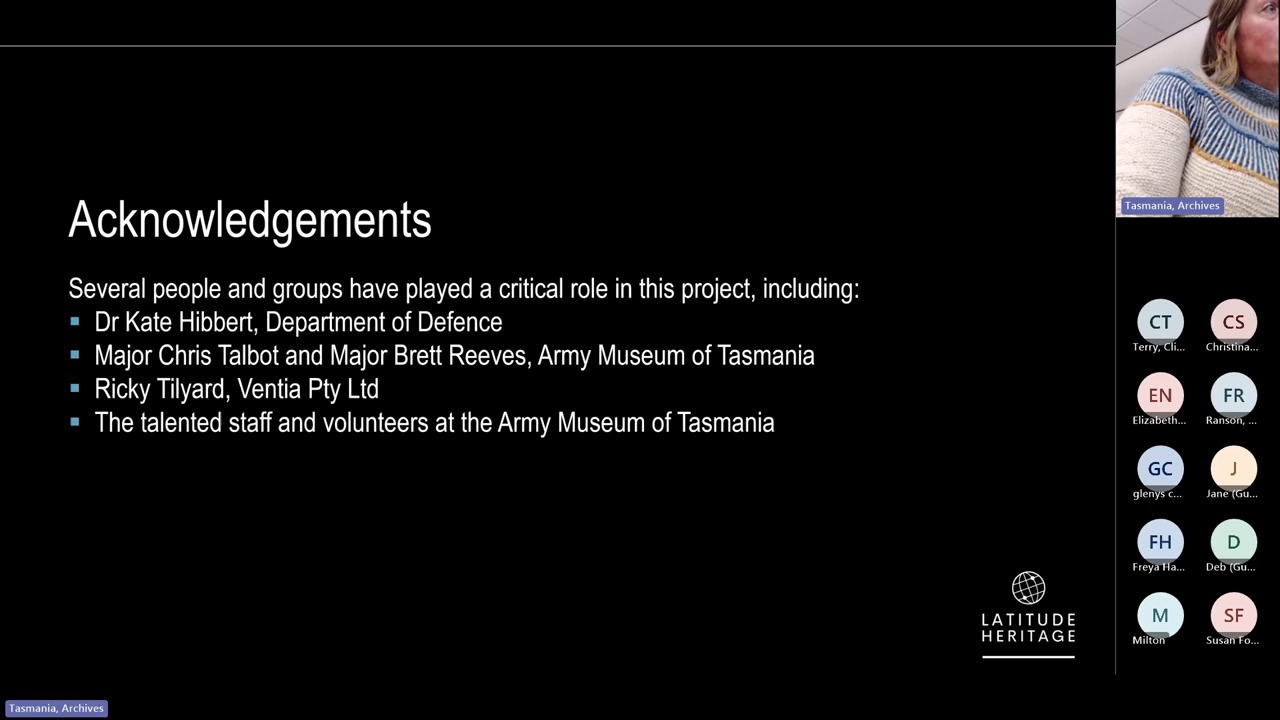 Acknowledgements
Several people and groups have played a critical role in this project, including:
Dr Kate Hibbert, Department of Defence
Major Chris Talbot and Major Brett Reeves, Army Museum of Tasmania
Ricky Tilyard, Ventia Pty Ltd
The talented staff and volunteers at the Army Museum of Tasmania
LATITUDE
HERITAGE
Tasmania, Archives
Tasmania, Archives
CT CS
Terry, Cli... Christina...
EN FR
Elizabeth... Ranson, ...
GC J
glenys c... Jane (Gu...
FH D
Freya Ha... Deb (Gu...
M SF
Milton Susan Fo...